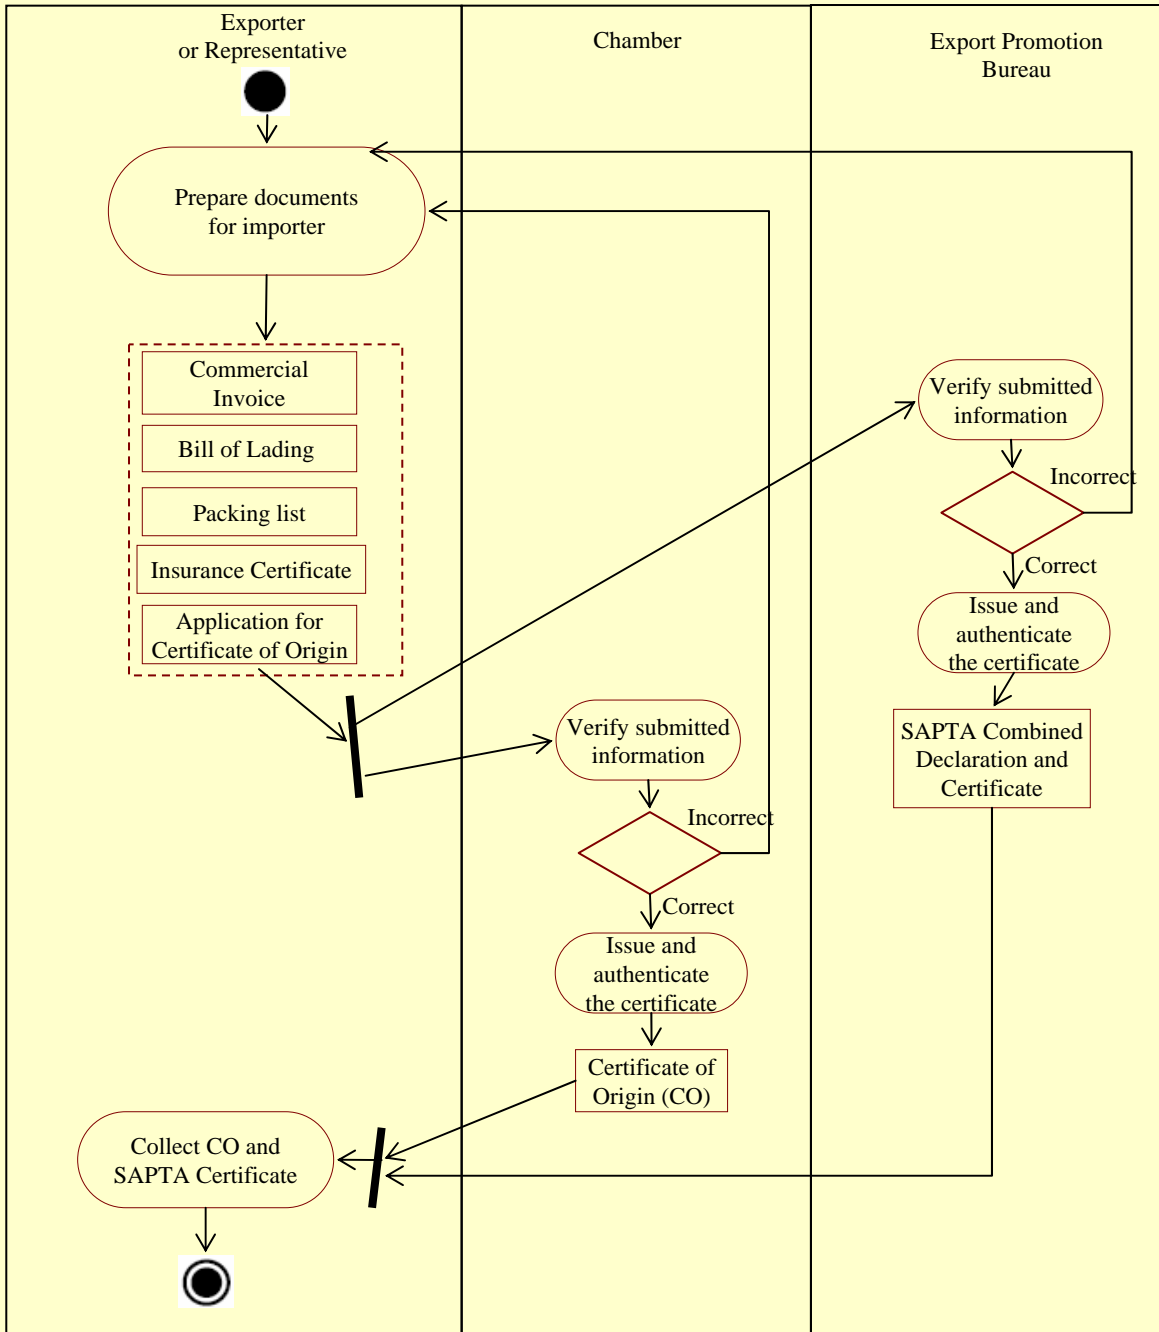 Exporter
or Representative
Chamber
Export Promotion
Bureau
Prepare documents
for importer
Commercial
Invoice
Bill of Lading
Packing list
Insurance Certificate
Application for
Certificate of Origin
Verify submitted
information
Incorrect
Correct
Issue and
authenticate
the certificate
SAPTA Combined
Declaration and
Certificate
Verify submitted
information
Incorrect
Correct
Issue and
authenticate
the certificate
Certificate of
Origin (CO)
Collect CO and
SAPTA Certificate